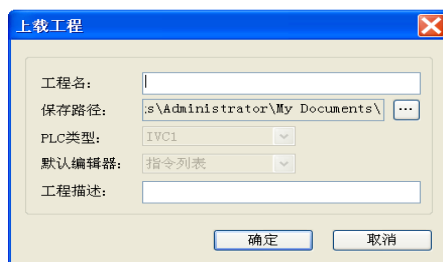 上载工程
工程名：
保存路径： :s\Administrator\My Documents\ ...
PLC类型： IVC1
默认编辑器： 指令列表
工程描述：
确定 取消